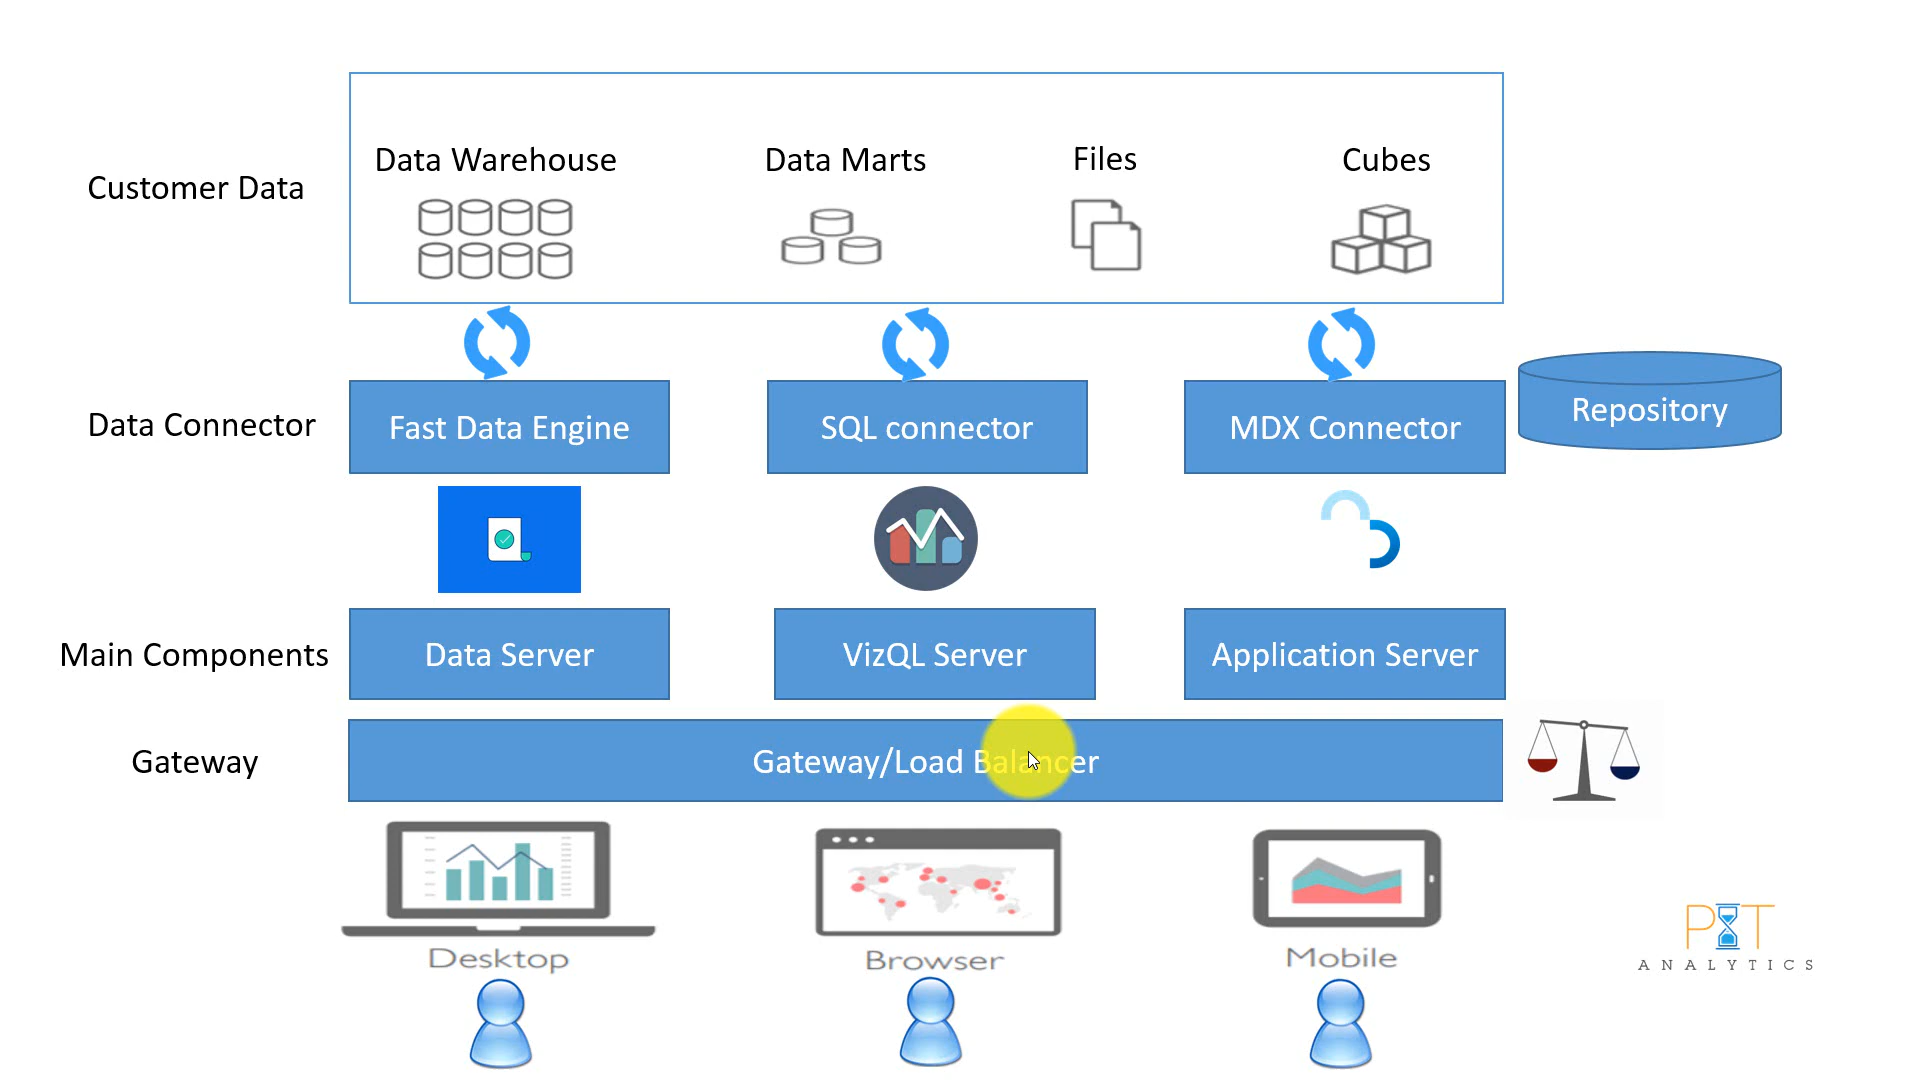 Customer Data
Data Warehouse
Data Marts
Files
Cubes
Data Connector
Fast Data Engine
SQL connector
MDX Connector
Repository
Main Components
Data Server
VizQL Server
Application Server
Gateway
Gateway/Load Balancer
Desktop
Browser
Mobile
P T
ANALYTICS